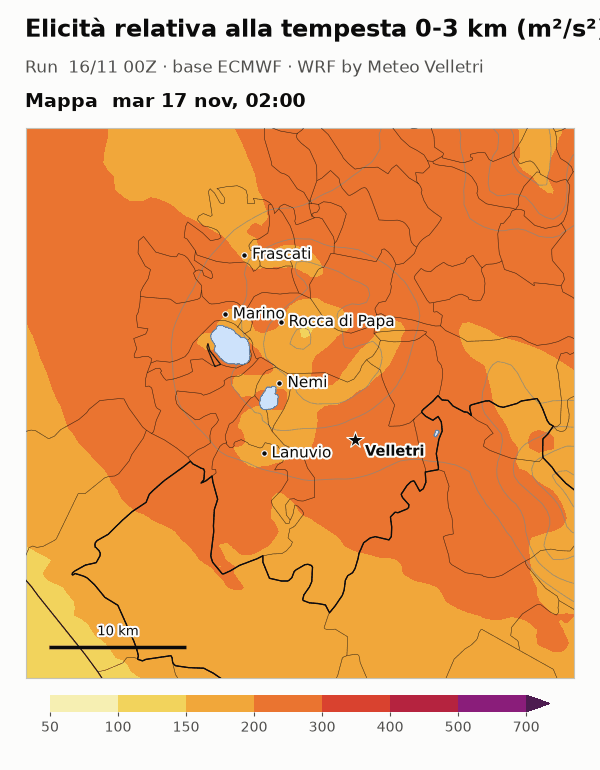 Elicità relativa alla tempesta 0-3 km (m²/s²)
Run 16/11 00Z · base ECMWF · WRF by Meteo Velletri
Mappa mar 17 nov, 02:00
Frascati
Marino
Rocca di Papa
Nemi
Velletri
Lanuvio
10 km
50 100 150 200 300 400 500 700